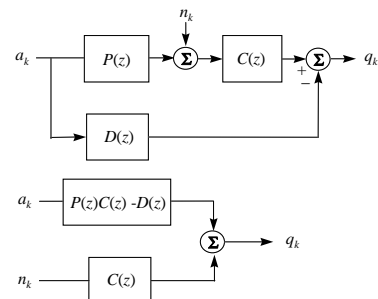 n_k
a_k P(z) Σ C(z) Σ q_k
+
−
D(z)
a_k P(z)C(z) -D(z)
Σ q_k
n_k C(z)